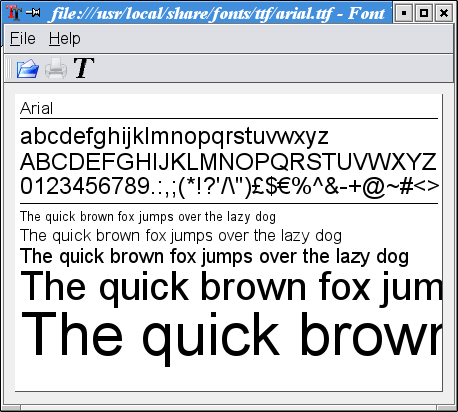 file:///usr/local/share/fonts/ttf/arial.ttf - Font
File Help
Arial
abcdefghijklmnopqrstuvwxyz
ABCDEFGHIJKLMNOPQRSTUVWXYZ
0123456789.:,;(*!?'/\")£$€%^&-+@~#<>
The quick brown fox jumps over the lazy dog
The quick brown fox jumps over the lazy dog
The quick brown fox jumps over the lazy dog
The quick brown fox jum
The quick brown